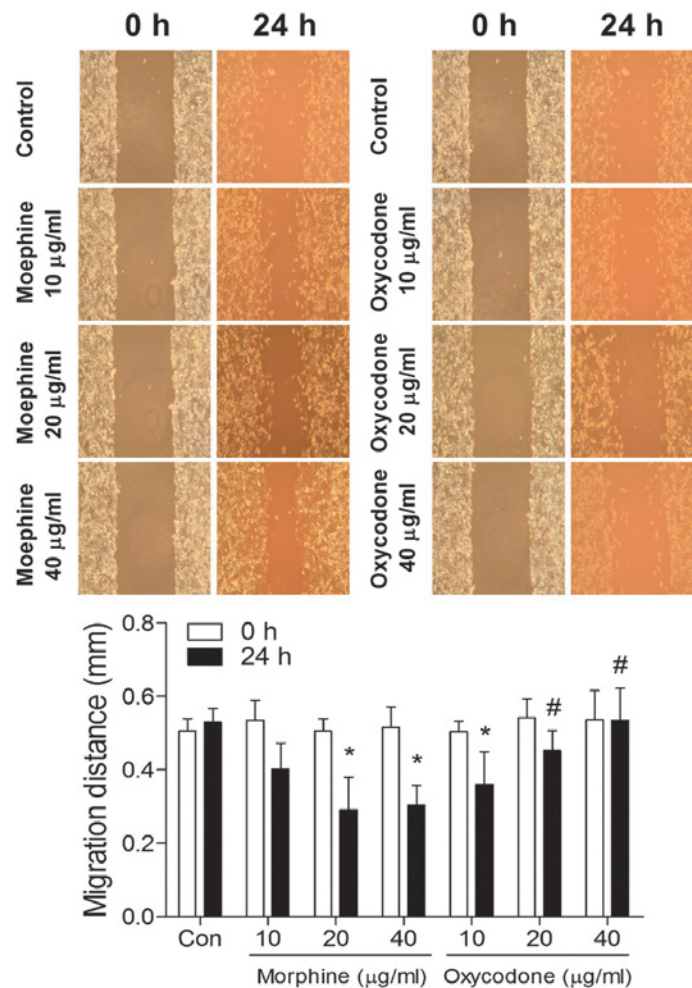 0 h 24 h 0 h 24 h
Control
Control
Moephine
10 μg/ml
Oxycodone
10 μg/ml
Moephine
20 μg/ml
Oxycodone
20 μg/ml
Moephine
40 μg/ml
Oxycodone
40 μg/ml
Migration distance (mm)
0.8
0.6
0.4
0.2
0.0
0 h
24 h
* * * # #
Con 10 20 40 10 20 40
Morphine (μg/ml) Oxycodone (μg/ml)